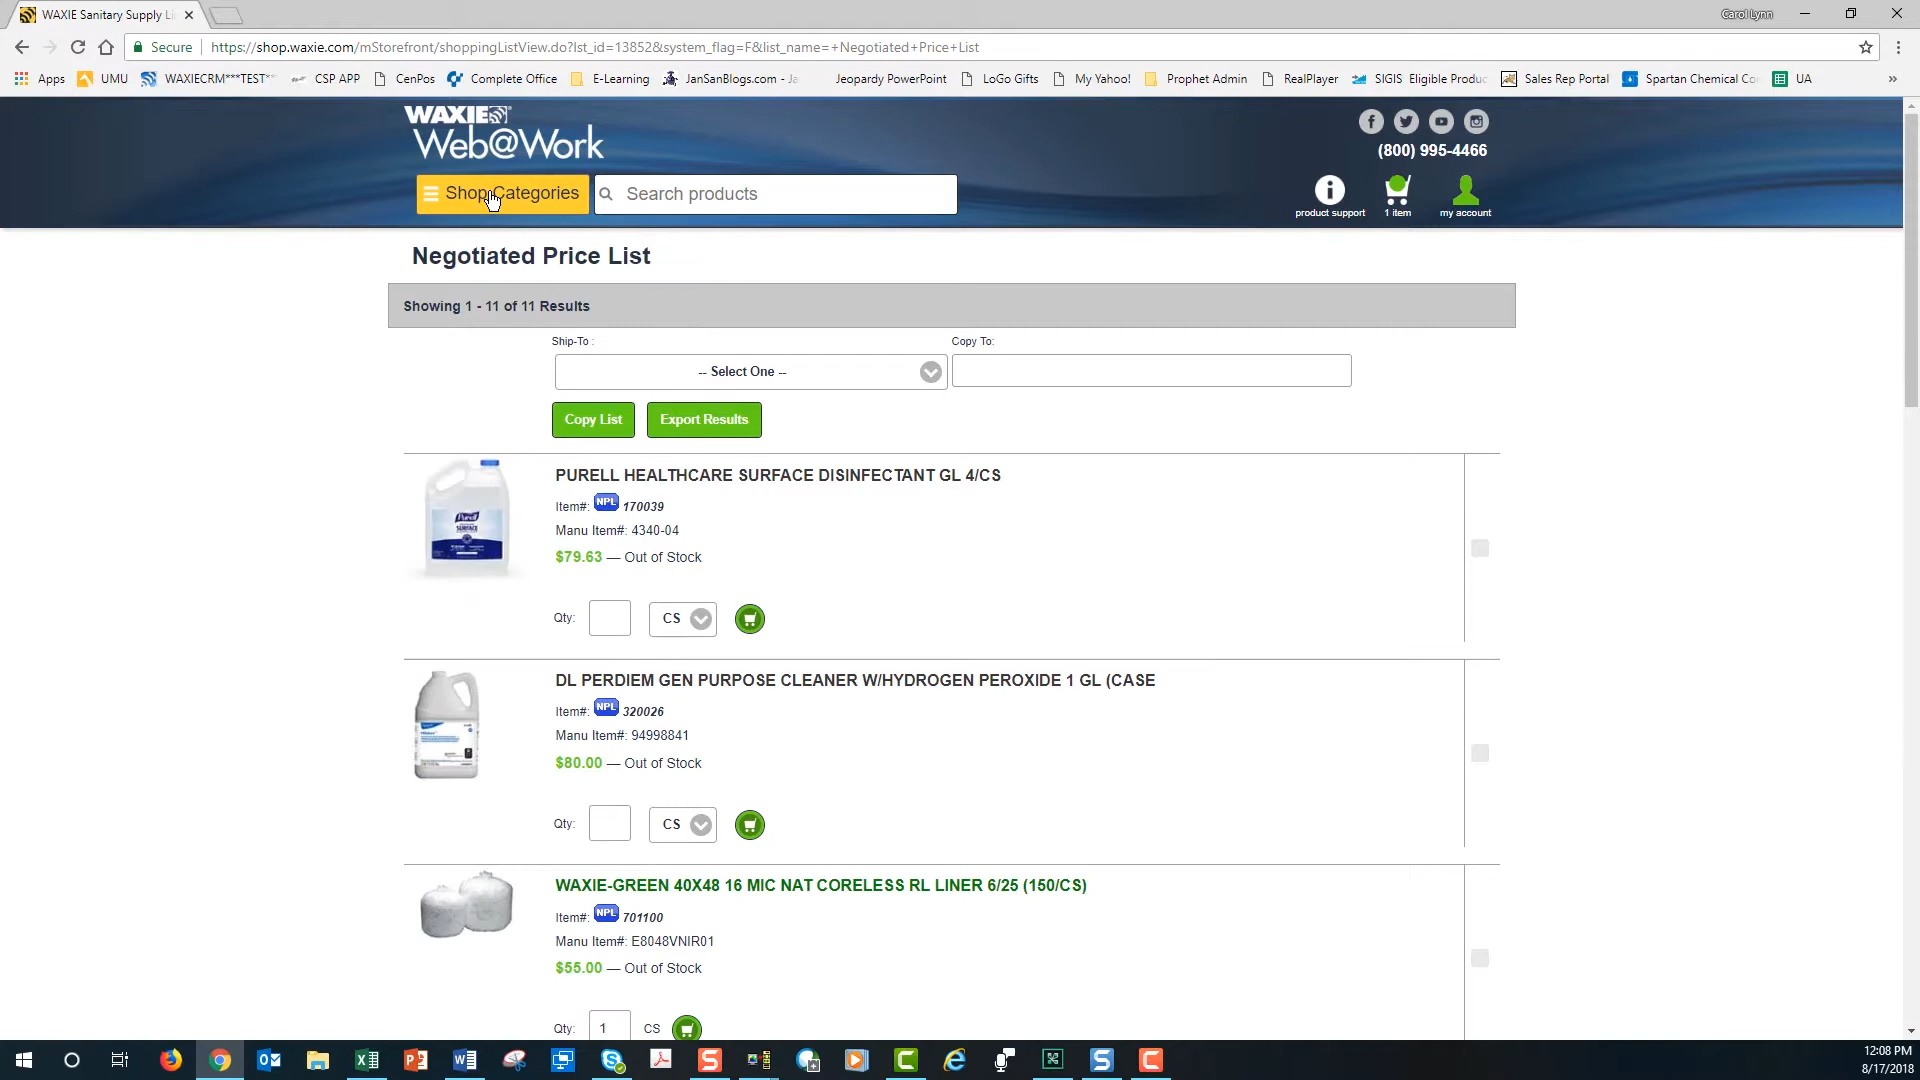 WAXIE Sanitary Supply Li
Carol Lynn
Secure
https://shop.waxie.com/mStorefront/shoppingListView.do?lst_id=13852&system_flag=F&list_name=+Negotiated+Price+List
Apps UMU WAXIECRM***TEST** CSP APP CenPos Complete Office E-Learning JanSanBlogs.com - Ja Jeopardy PowerPoint LoGo Gifts My Yahoo! Prophet Admin RealPlayer SIGIS Eligible Produc Sales Rep Portal Spartan Chemical Co UA
WAXIE
Web@Work
(800) 995-4466
Shop Categories Search products
product support 1 item my account
Negotiated Price List
Showing 1 - 11 of 11 Results
Ship-To : Copy To:
-- Select One --
Copy List Export Results
PURELL HEALTHCARE SURFACE DISINFECTANT GL 4/CS
Item#: NPL 170039
Manu Item#: 4340-04
$79.63 — Out of Stock
Qty: CS
DL PERDIEM GEN PURPOSE CLEANER W/HYDROGEN PEROXIDE 1 GL (CASE
Item#: NPL 320026
Manu Item#: 94998841
$80.00 — Out of Stock
Qty: CS
WAXIE-GREEN 40X48 16 MIC NAT CORELESS RL LINER 6/25 (150/CS)
Item#: NPL 701100
Manu Item#: E8048VNIR01
$55.00 — Out of Stock
Qty: 1 CS
12:08 PM
8/17/2018